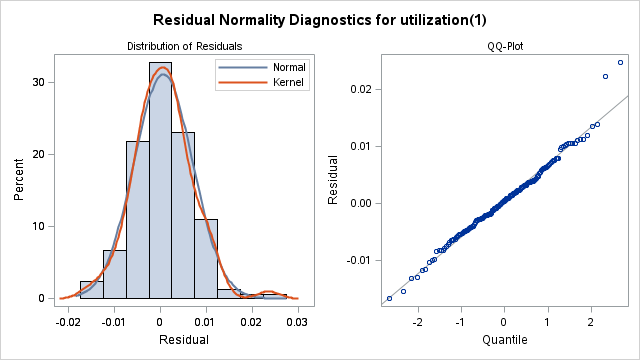 Residual Normality Diagnostics for utilization(1)
Distribution of Residuals
Normal
Kernel
Percent
30
20
10
0
-0.02 -0.01 0 0.01 0.02 0.03
Residual
QQ-Plot
Residual
0.02
0.01
0.00
-0.01
-2 -1 0 1 2
Quantile